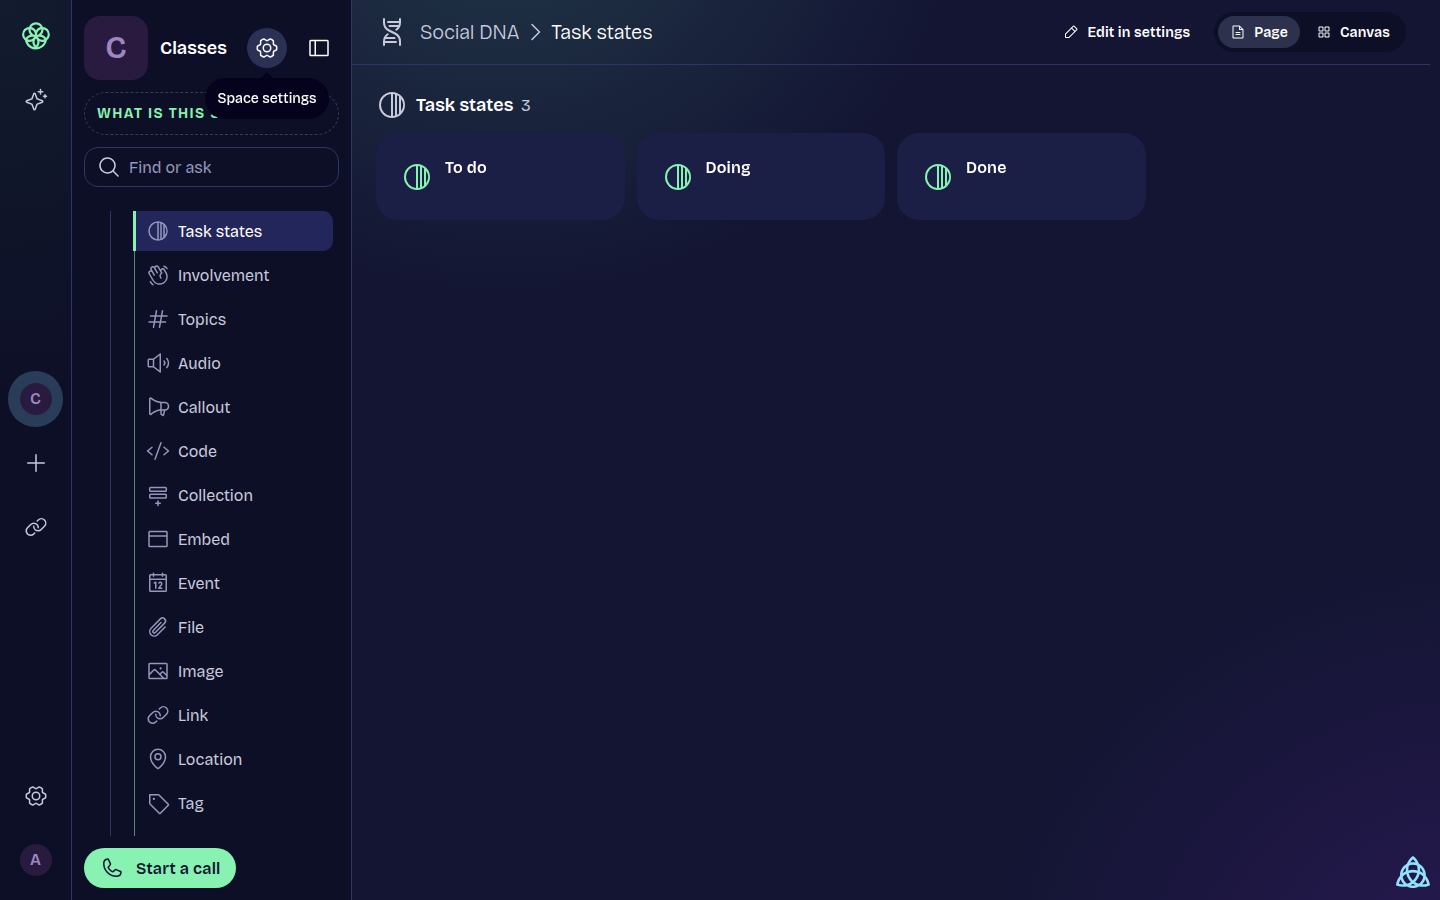 C
Classes
Space settings
WHAT IS THIS
Find or ask
Task states
Involvement
Topics
Audio
Callout
Code
Collection
Embed
Event
12
File
Image
Link
Location
Tag
Start a call
C
A
Social DNA
Task states
Edit in settings
Page
Canvas
Task states 3
To do
Doing
Done